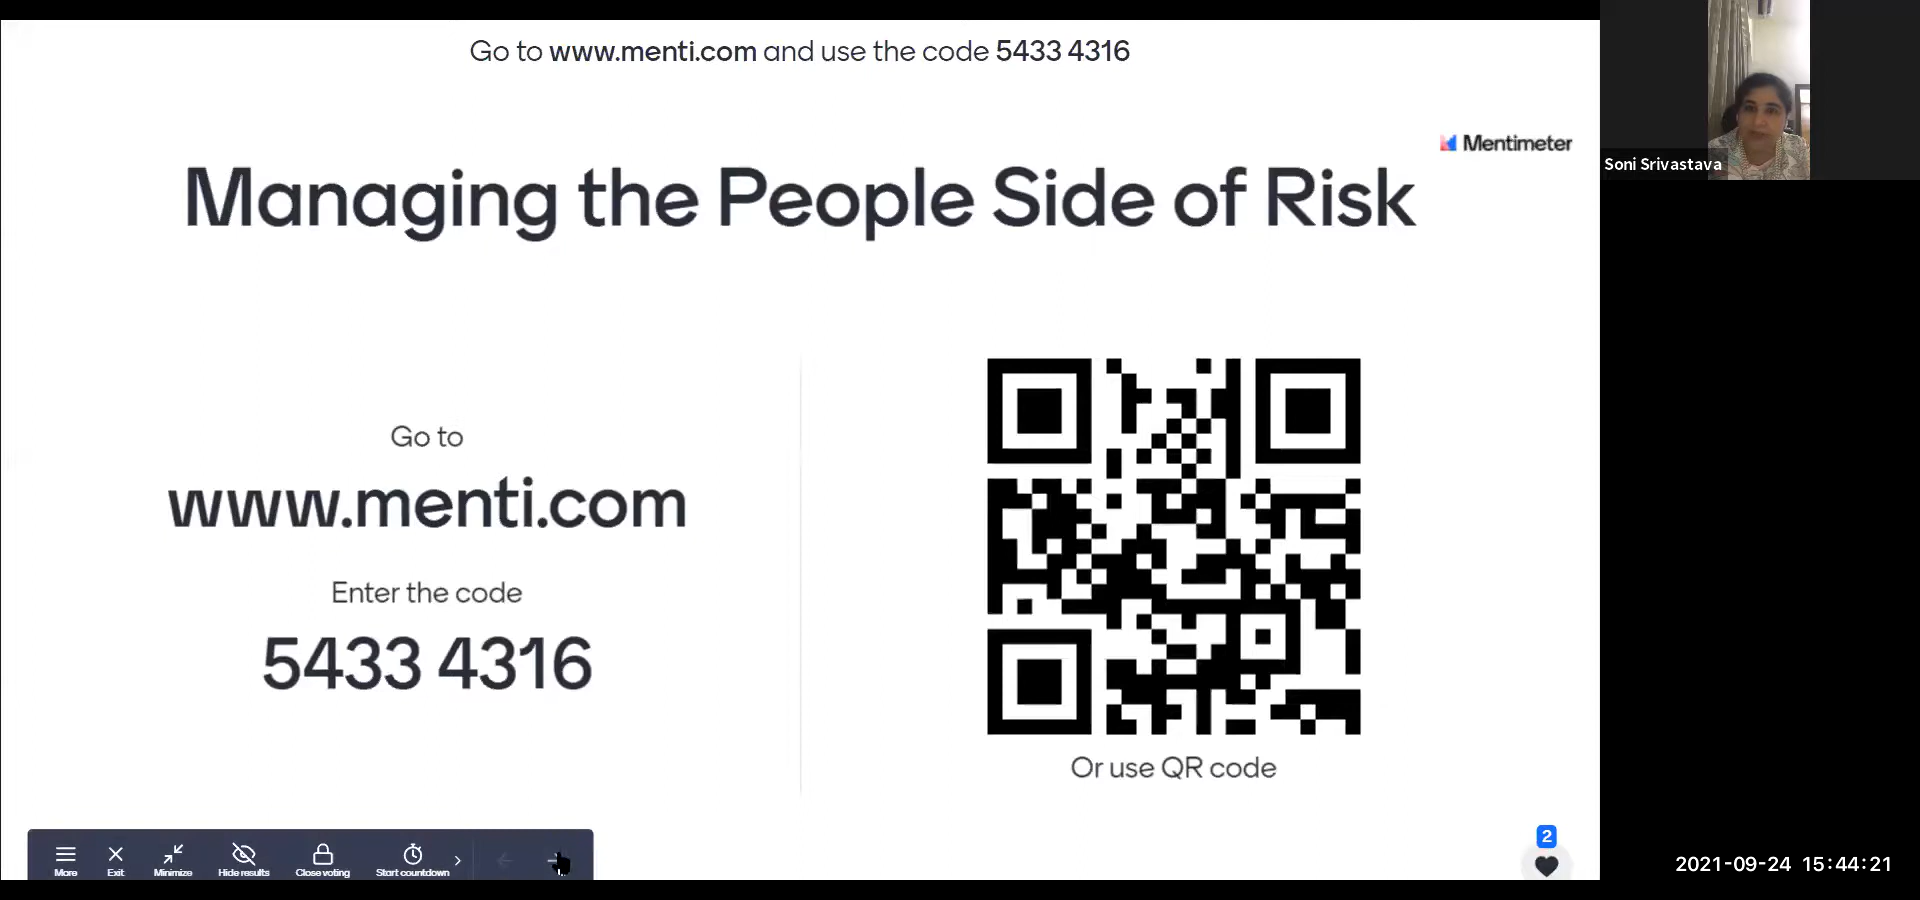 Go to www.menti.com and use the code 5433 4316
Mentimeter
Managing the People Side of Risk
Soni Srivastava
Go to
www.menti.com
Enter the code
5433 4316
Or use QR code
2
More
Exit
Minimize
Hide results
Close voting
Start countdown
2021-09-24 15:44:21